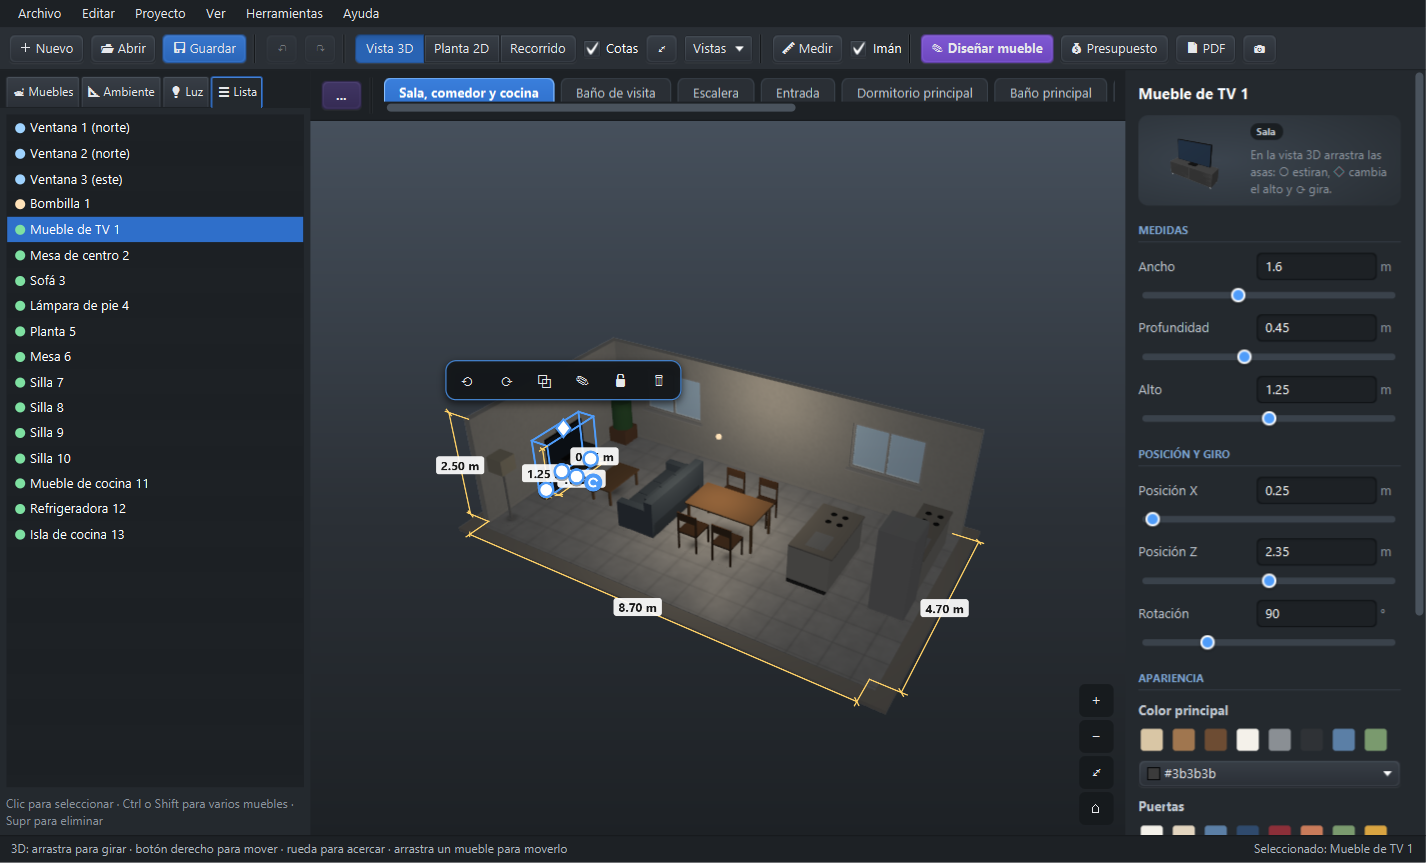 Archivo Editar Proyecto Ver Herramientas Ayuda
Nuevo Abrir Guardar Vista 3D Planta 2D Recorrido Cotas Vistas Medir Imán Diseñar mueble Presupuesto PDF
Muebles Ambiente Luz Lista
... Sala, comedor y cocina Baño de visita Escalera Entrada Dormitorio principal Baño principal
Ventana 1 (norte)
Ventana 2 (norte)
Ventana 3 (este)
Bombilla 1
Mueble de TV 1
Mesa de centro 2
Sofá 3
Lámpara de pie 4
Planta 5
Mesa 6
Silla 7
Silla 8
Silla 9
Silla 10
Mueble de cocina 11
Refrigeradora 12
Isla de cocina 13
Clic para seleccionar · Ctrl o Shift para varios muebles ·
Supr para eliminar
2.50 m
1.25
8.70 m
4.70 m
Mueble de TV 1
Sala
En la vista 3D arrastra las
asas: ○ estiran, ◇ cambia
el alto y ⟳ gira.
MEDIDAS
Ancho 1.6 m
Profundidad 0.45 m
Alto 1.25 m
POSICIÓN Y GIRO
Posición X 0.25 m
Posición Z 2.35 m
Rotación 90 °
APARIENCIA
Color principal
#3b3b3b
Puertas
3D: arrastra para girar · botón derecho para mover · rueda para acercar · arrastra un mueble para moverlo
Seleccionado: Mueble de TV 1